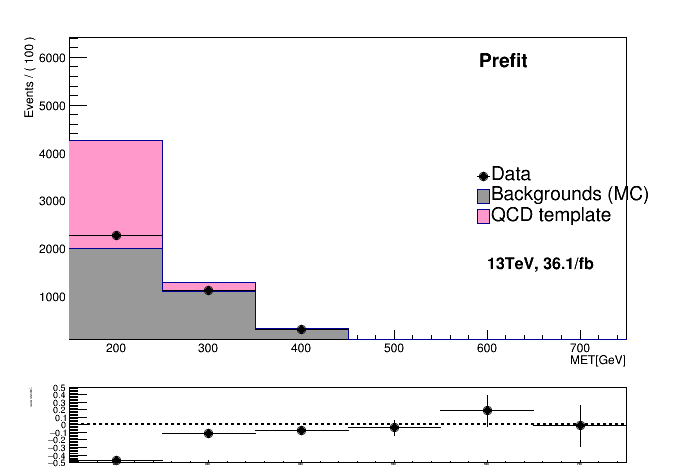 Events / ( 100 )
6000
5000
4000
3000
2000
1000
Prefit
Data
Backgrounds (MC)
QCD template
13TeV, 36.1/fb
200 300 400 500 600 700
MET[GeV]
0.5
0.4
0.3
0.2
0.1
0
−0.1
−0.2
−0.3
−0.4
−0.5